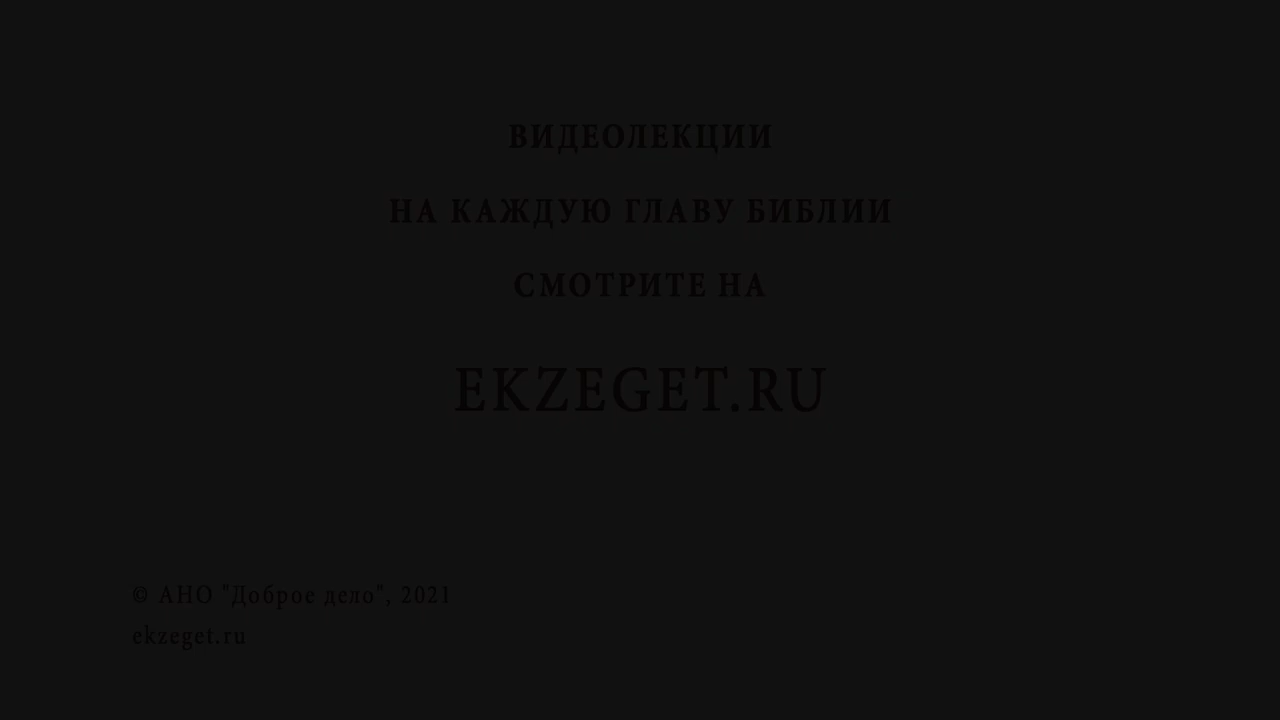 ВИДЕОЛЕКЦИИ
НА КАЖДУЮ ГЛАВУ БИБЛИИ
СМОТРИТЕ НА
EKZEGET.RU
© АНО "Доброе дело", 2021
ekzeget.ru